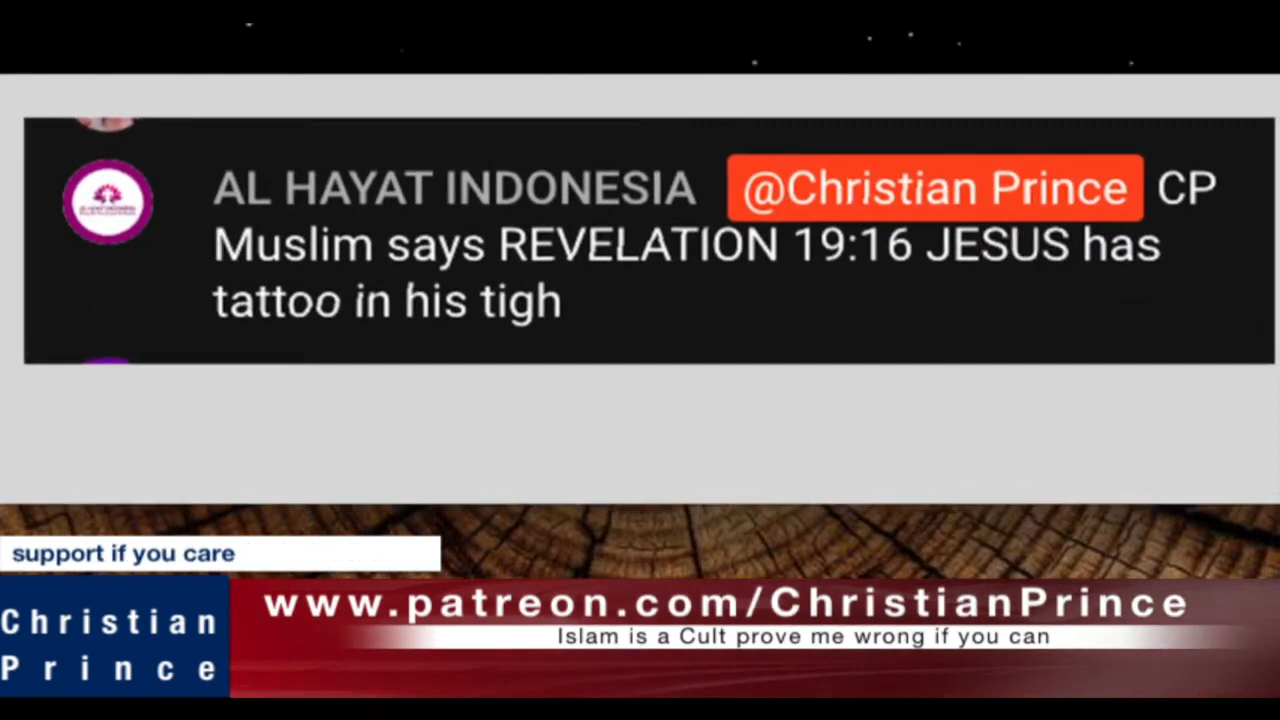 AL HAYAT INDONESIA @Christian Prince CP
Muslim says REVELATION 19:16 JESUS has
tattoo in his tigh
support if you care
Christian
Prince
www.patreon.com/ChristianPrince
Islam is a Cult prove me wrong if you can